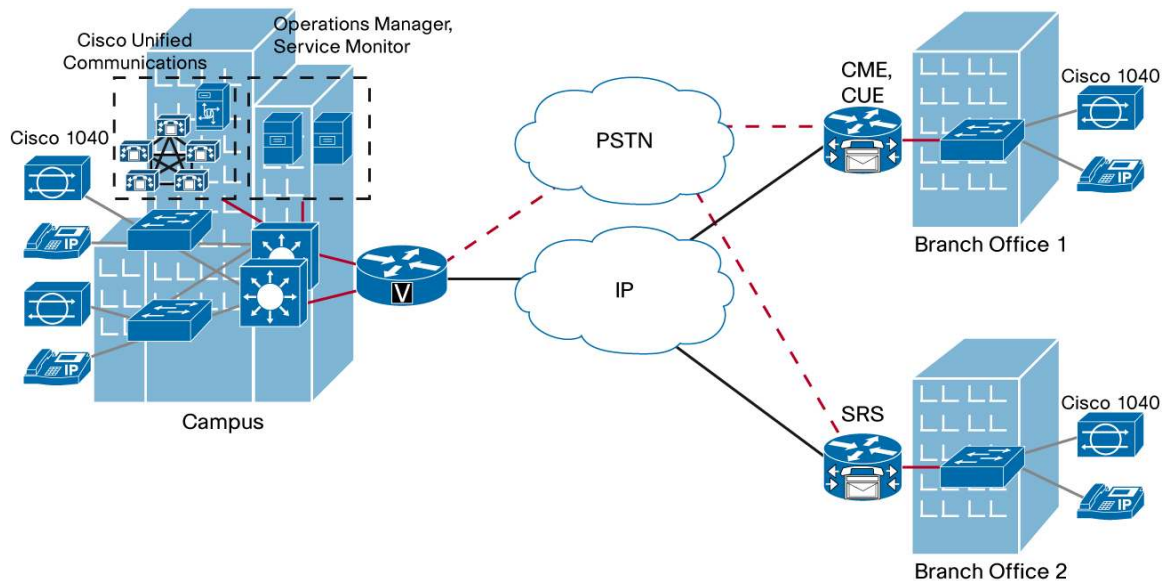 Operations Manager,
Service Monitor
Cisco Unified
Communications
Cisco 1040
IP
IP
V
Campus
PSTN
IP
CME,
CUE
Cisco 1040
IP
Branch Office 1
SRS
Cisco 1040
IP
Branch Office 2